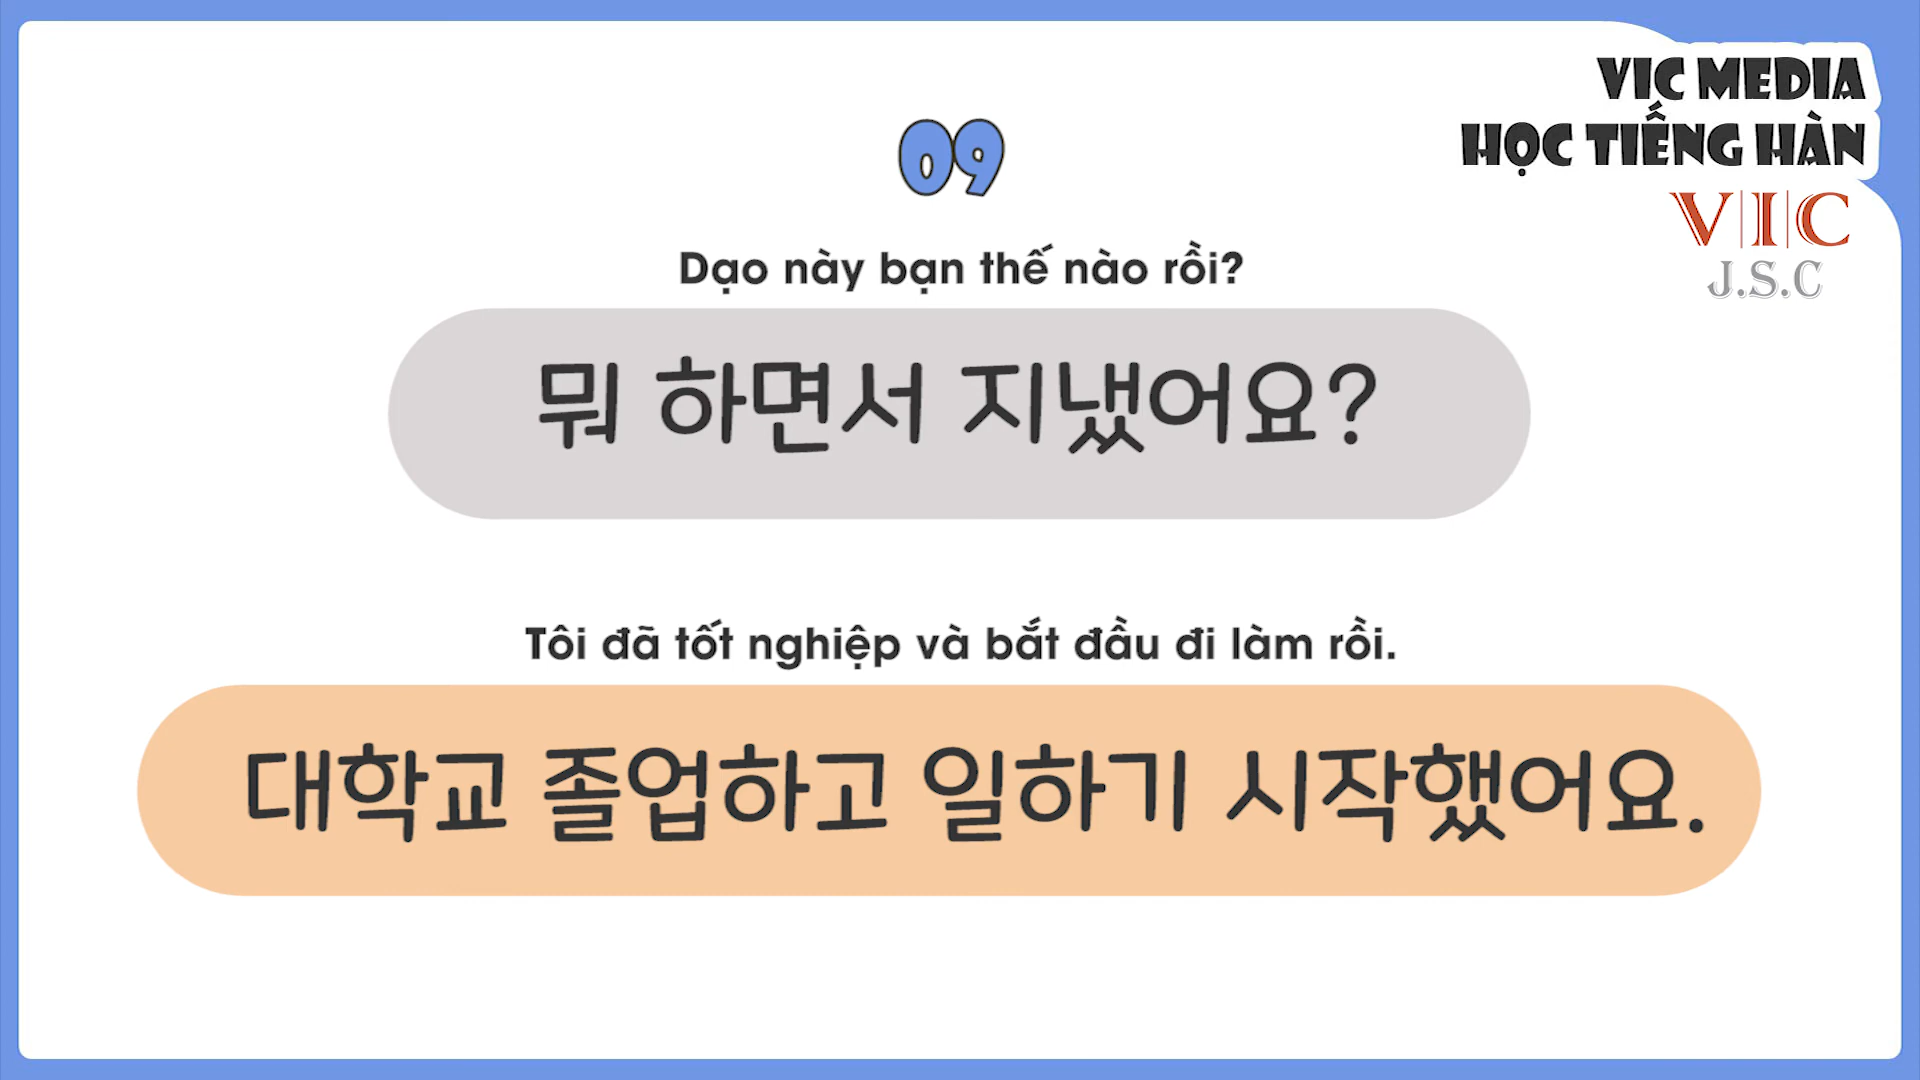 VIC MEDIA
HỌC TIẾNG HÀN
V|I|C
J.S.C
09
Dạo này bạn thế nào rồi?
뭐 하면서 지냈어요?
Tôi đã tốt nghiệp và bắt đầu đi làm rồi.
대학교 졸업하고 일하기 시작했어요.